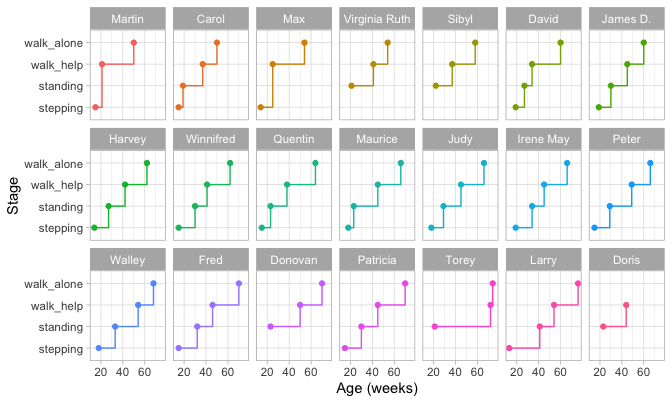 Martin Carol Max Virginia Ruth Sibyl David James D.
walk_alone
walk_help
standing
stepping
Harvey Winnifred Quentin Maurice Judy Irene May Peter
walk_alone
walk_help
standing
stepping
Walley Fred Donovan Patricia Torey Larry Doris
walk_alone
walk_help
standing
stepping
20 40 60 20 40 60 20 40 60 20 40 60 20 40 60 20 40 60 20 40 60
Age (weeks)
Stage